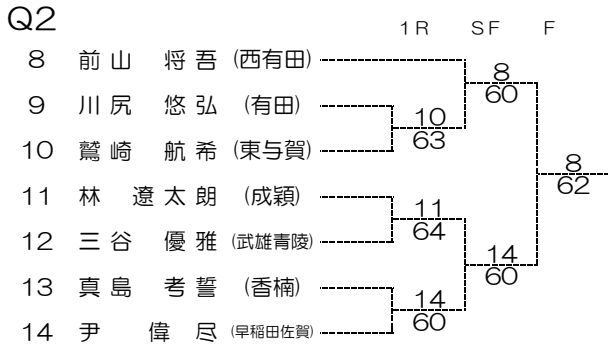 Q2
1R SF F
8 前山 将吾 (西有田)
8
60
9 川尻 悠弘 (有田)
10
63
10 鷲崎 航希 (東与賀)
8
62
11 林 遼太朗 (成穎)
11
64
12 三谷 優雅 (武雄青陵)
14
60
13 真島 考誓 (香楠)
14
60
14 尹 偉尽 (早稲田佐賀)